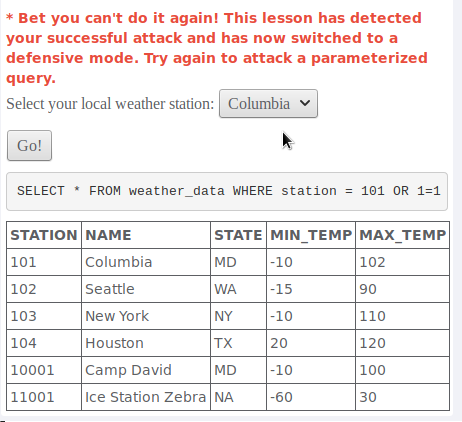 * Bet you can't do it again! This lesson has detected
your successful attack and has now switched to a
defensive mode. Try again to attack a parameterized
query.
Select your local weather station: Columbia
Go!
SELECT * FROM weather_data WHERE station = 101 OR 1=1
STATION NAME STATE MIN_TEMP MAX_TEMP
101 Columbia MD -10 102
102 Seattle WA -15 90
103 New York NY -10 110
104 Houston TX 20 120
10001 Camp David MD -10 100
11001 Ice Station Zebra NA -60 30